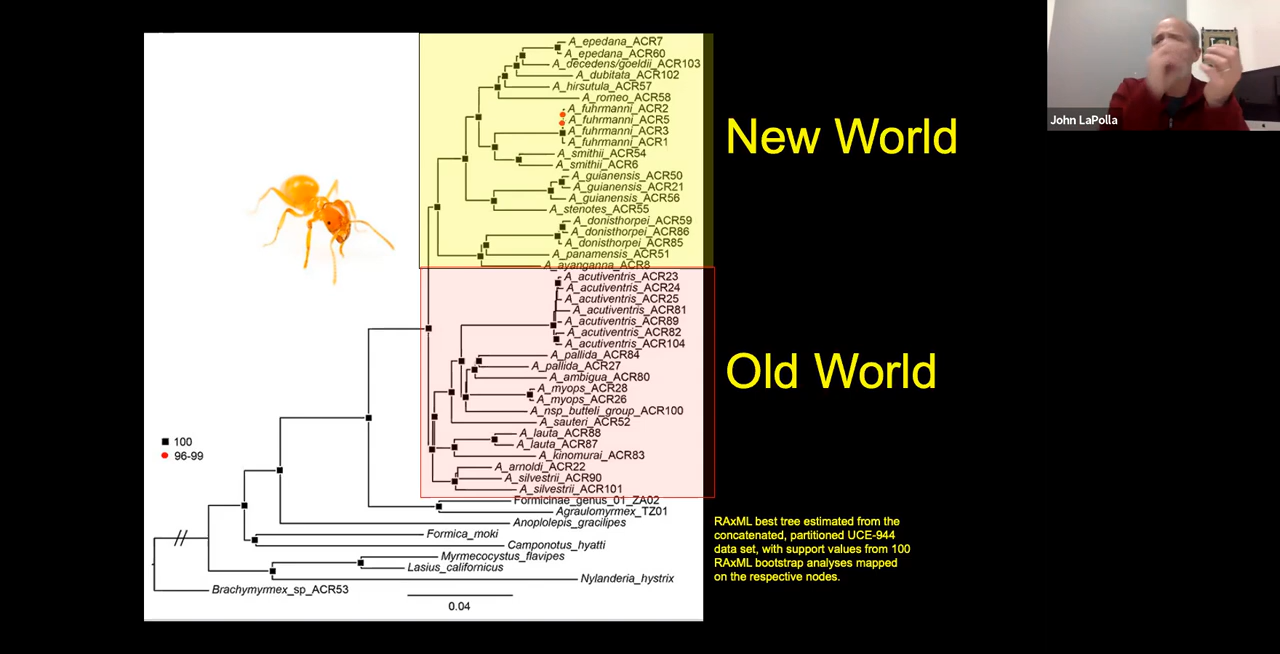 A_epedana_ACR7
A_epedana_ACR60
A_decedens/goeldii_ACR103
A_dubitata_ACR102
A_hirsutula_ACR57
A_romeo_ACR58
A_fuhrmanni_ACR2
A_fuhrmanni_ACR5
A_fuhrmanni_ACR3
A_fuhrmanni_ACR1
A_smithii_ACR54
A_smithii_ACR6
A_guianensis_ACR50
A_guianensis_ACR21
A_guianensis_ACR56
A_stenotes_ACR55
A_donisthorpei_ACR59
A_donisthorpei_ACR86
A_donisthorpei_ACR85
A_panamensis_ACR51
A_ayanganna_ACR8
A_acutiventris_ACR23
A_acutiventris_ACR24
A_acutiventris_ACR25
A_acutiventris_ACR81
A_acutiventris_ACR89
A_acutiventris_ACR82
A_acutiventris_ACR104
A_pallida_ACR84
A_pallida_ACR27
A_ambigua_ACR80
A_myops_ACR28
A_myops_ACR26
A_nsp_butteli_group_ACR100
A_sauteri_ACR52
A_lauta_ACR88
A_lauta_ACR87
A_kinomurai_ACR83
A_arnoldi_ACR22
A_silvestrii_ACR90
A_silvestrii_ACR101
Formicinae_genus_01_ZA02
Agraulomyrmex_TZ01
Anoplolepis_gracilipes
Formica_moki
Camponotus_hyatti
Myrmecocystus_flavipes
Lasius_californicus
Nylanderia_hystrix
Brachymyrmex_sp_ACR53
100
96-99
0.04
New World
Old World
RAxML best tree estimated from the
concatenated, partitioned UCE-944
data set, with support values from 100
RAxML bootstrap analyses mapped
on the respective nodes.
John LaPolla